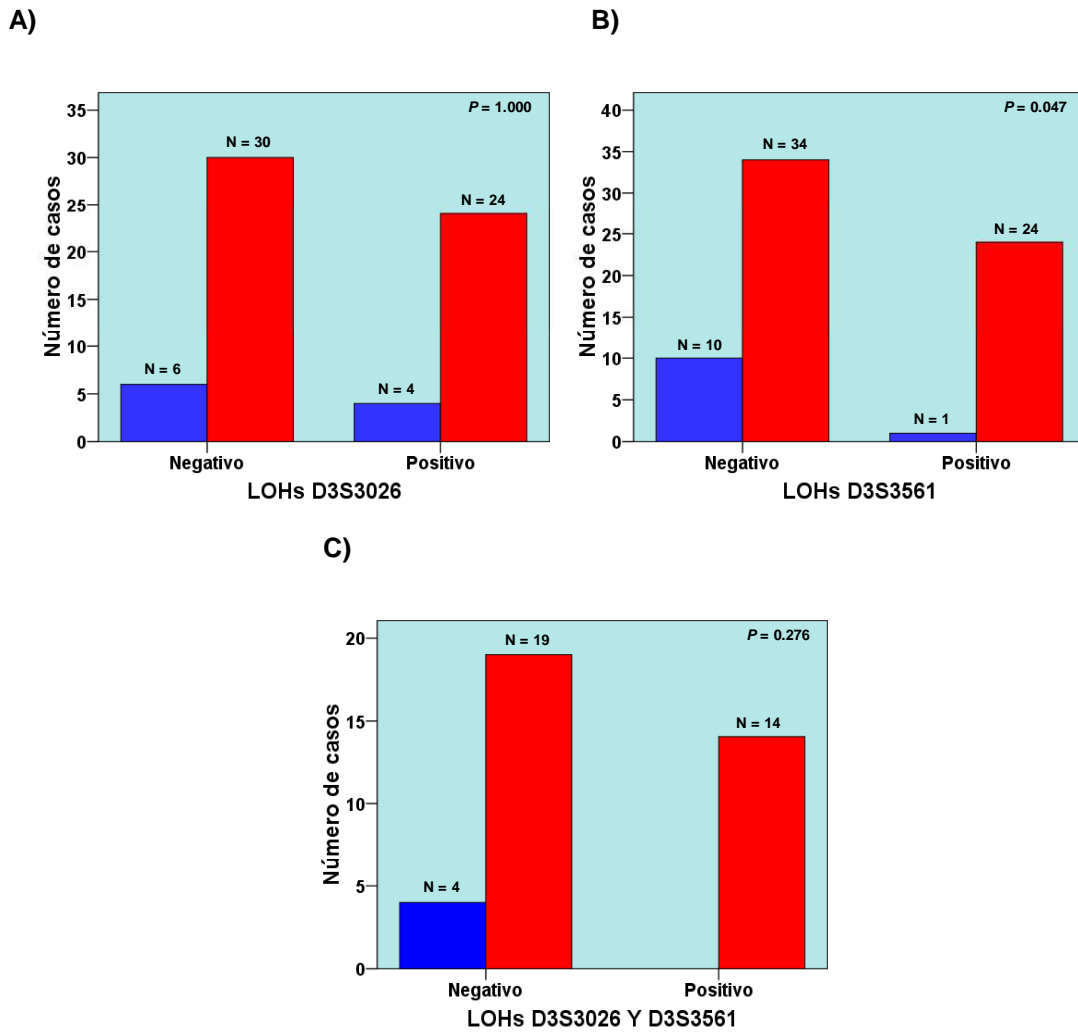 A)
P = 1.000
Número de casos
35
30
25
20
15
10
5
0
N = 6
N = 30
N = 4
N = 24
Negativo
Positivo
LOHs D3S3026
B)
P = 0.047
Número de casos
40
35
30
25
20
15
10
5
0
N = 10
N = 34
N = 1
N = 24
Negativo
Positivo
LOHs D3S3561
C)
P = 0.276
Número de casos
20
15
10
5
0
N = 4
N = 19
N = 14
Negativo
Positivo
LOHs D3S3026 Y D3S3561